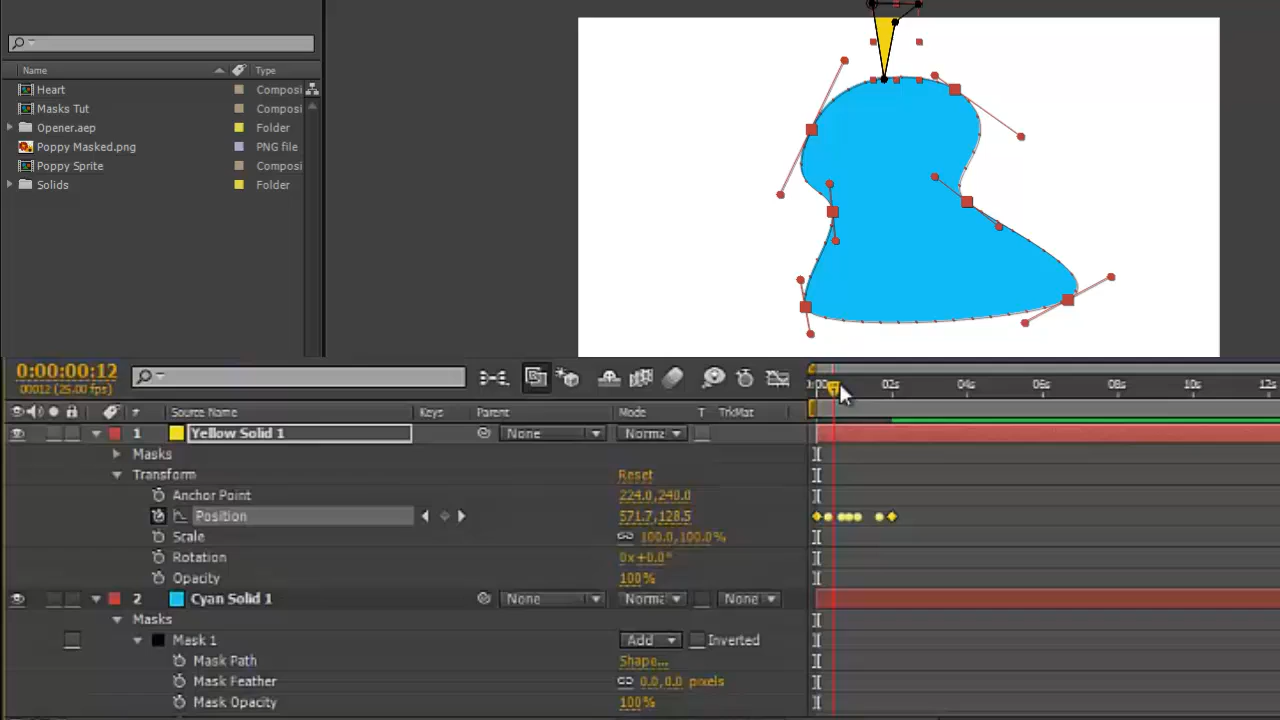 Name Type
Heart Composi
Masks Tut Composi
Opener.aep Folder
Poppy Masked.png PNG file
Poppy Sprite Composi
Solids Folder
0:00:00:12
00012 (25.00 fps)
:00 02s 04s 06s 08s 10s 12s
# Source Name Keys Parent Mode T TrkMat
1 Yellow Solid 1 None Norma
Masks
Transform Reset
Anchor Point 224.0,240.0
Position 571.7,128.5
Scale 100.0,100.0%
Rotation 0x+0.0°
Opacity 100%
2 Cyan Solid 1 None Norma None
Masks
Mask 1 Add Inverted
Mask Path Shape...
Mask Feather 0.0,0.0 pixels
Mask Opacity 100%